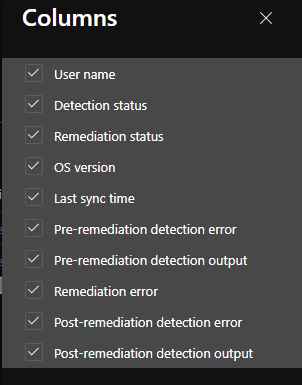 Columns
User name
Detection status
Remediation status
OS version
Last sync time
Pre-remediation detection error
Pre-remediation detection output
Remediation error
Post-remediation detection error
Post-remediation detection output